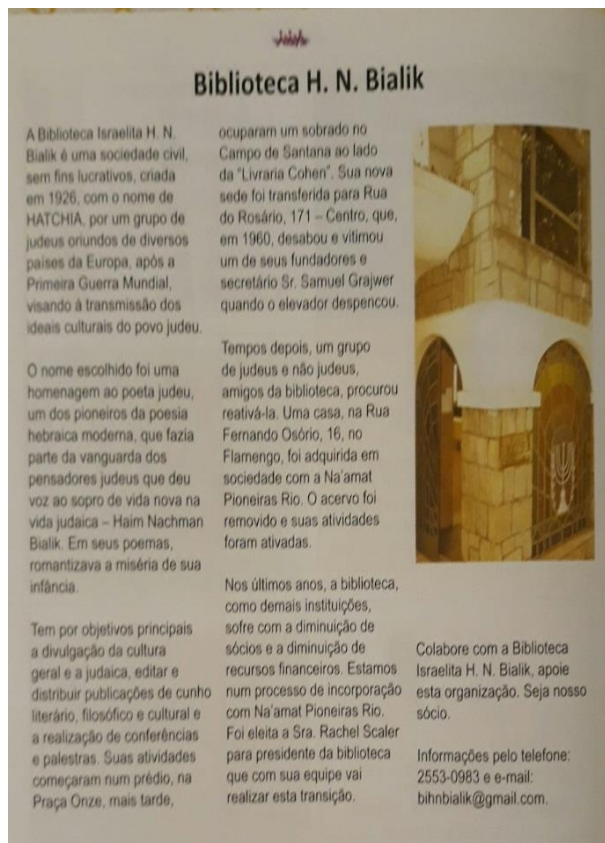 Biblioteca H. N. Bialik
A Biblioteca Israelita H. N.
Bialik é uma sociedade civil,
sem fins lucrativos, criada
em 1926, com o nome de
HATCHIA, por um grupo de
judeus oriundos de diversos
países da Europa, após a
Primeira Guerra Mundial,
visando à transmissão dos
ideais culturais do povo judeu.
O nome escolhido foi uma
homenagem ao poeta judeu,
um dos pioneiros da poesia
hebraica moderna, que fazia
parte da vanguarda dos
pensadores judeus que deu
voz ao sopro de vida nova na
vida judaica – Haim Nachman
Bialik. Em seus poemas,
romantizava a miséria de sua
infância.
Tem por objetivos principais
a divulgação da cultura
geral e a judaica, editar e
distribuir publicações de cunho
literário, filosófico e cultural e
a realização de conferências
e palestras. Suas atividades
começaram num prédio, na
Praça Onze, mais tarde,
ocuparam um sobrado no
Campo de Santana ao lado
da “Livraria Cohen”. Sua nova
sede foi transferida para Rua
do Rosário, 171 – Centro, que,
em 1960, desabou e vitimou
um de seus fundadores e
secretário Sr. Samuel Grajwer
quando o elevador despencou.
Tempos depois, um grupo
de judeus e não judeus,
amigos da biblioteca, procurou
reativá-la. Uma casa, na Rua
Fernando Osório, 16, no
Flamengo, foi adquirida em
sociedade com a Na’amat
Pioneiras Rio. O acervo foi
removido e suas atividades
foram ativadas.
Nos últimos anos, a biblioteca,
como demais instituições,
sofre com a diminuição de
sócios e a diminuição de
recursos financeiros. Estamos
num processo de incorporação
com Na’amat Pioneiras Rio.
Foi eleita a Sra. Rachel Scaler
para presidente da biblioteca
que com sua equipe vai
realizar esta transição.
Colabore com a Biblioteca
Israelita H. N. Bialik, apoie
esta organização. Seja nosso
sócio.
Informações pelo telefone:
2553-0983 e e-mail:
bihnbialik@gmail.com.